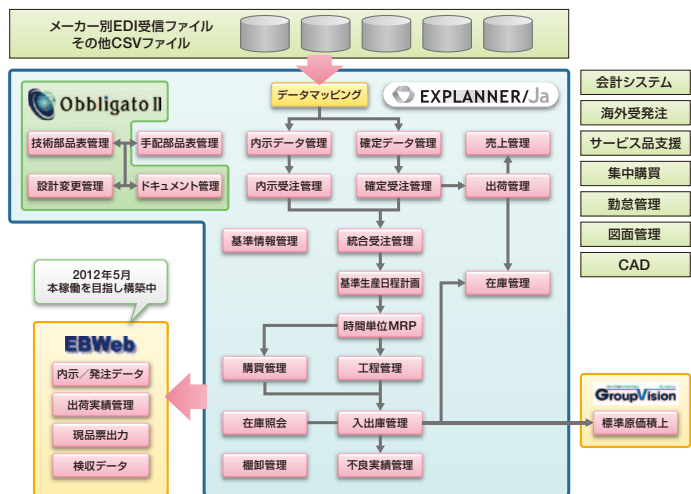 メーカー別EDI受信ファイル
その他CSVファイル
Obbligato II
技術部品表管理
手配部品表管理
設計変更管理
ドキュメント管理
データマッピング
EXPLANNER/Ja
内示データ管理
確定データ管理
売上管理
内示受注管理
確定受注管理
出荷管理
基準情報管理
統合受注管理
基準生産日程計画
在庫管理
時間単位MRP
購買管理
工程管理
在庫照会
入出庫管理
棚卸管理
不良実績管理
会計システム
海外受発注
サービス品支援
集中購買
勤怠管理
図面管理
CAD
2012年5月
本稼働を目指し構築中
EBWeb
内示／発注データ
出荷実績管理
現品票出力
検収データ
GroupVision
標準原価積上